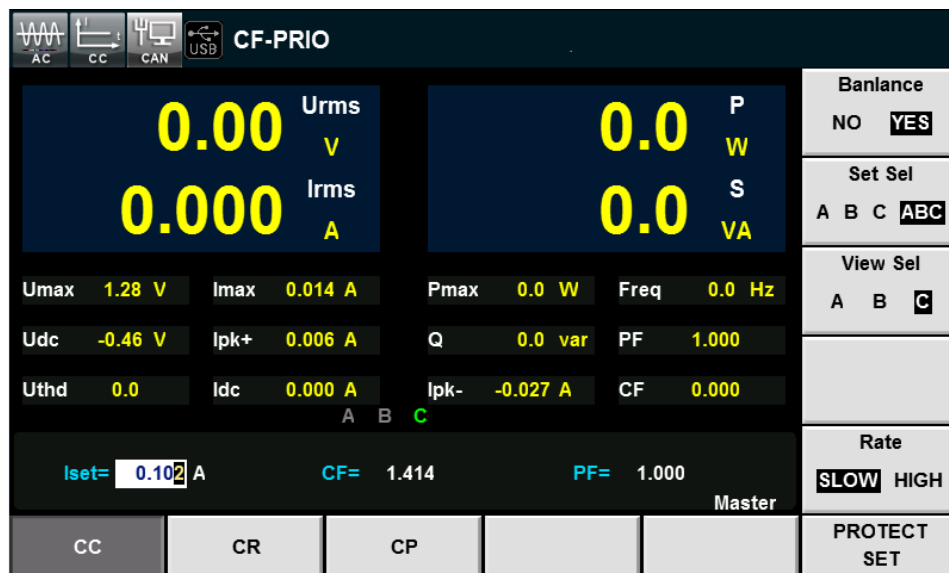 AC CC t CAN USB CF-PRIO
0.00 Urms V
0.0 P W
0.000 Irms A
0.0 S VA
Umax 1.28 V Imax 0.014 A Pmax 0.0 W Freq 0.0 Hz
Udc -0.46 V Ipk+ 0.006 A Q 0.0 var PF 1.000
Uthd 0.0 Idc 0.000 A Ipk- -0.027 A CF 0.000
A B C
Iset= 0.102 A CF= 1.414 PF= 1.000
Master
CC CR CP
Banlance
NO YES
Set Sel
A B C ABC
View Sel
A B C
Rate
SLOW HIGH
PROTECT
SET